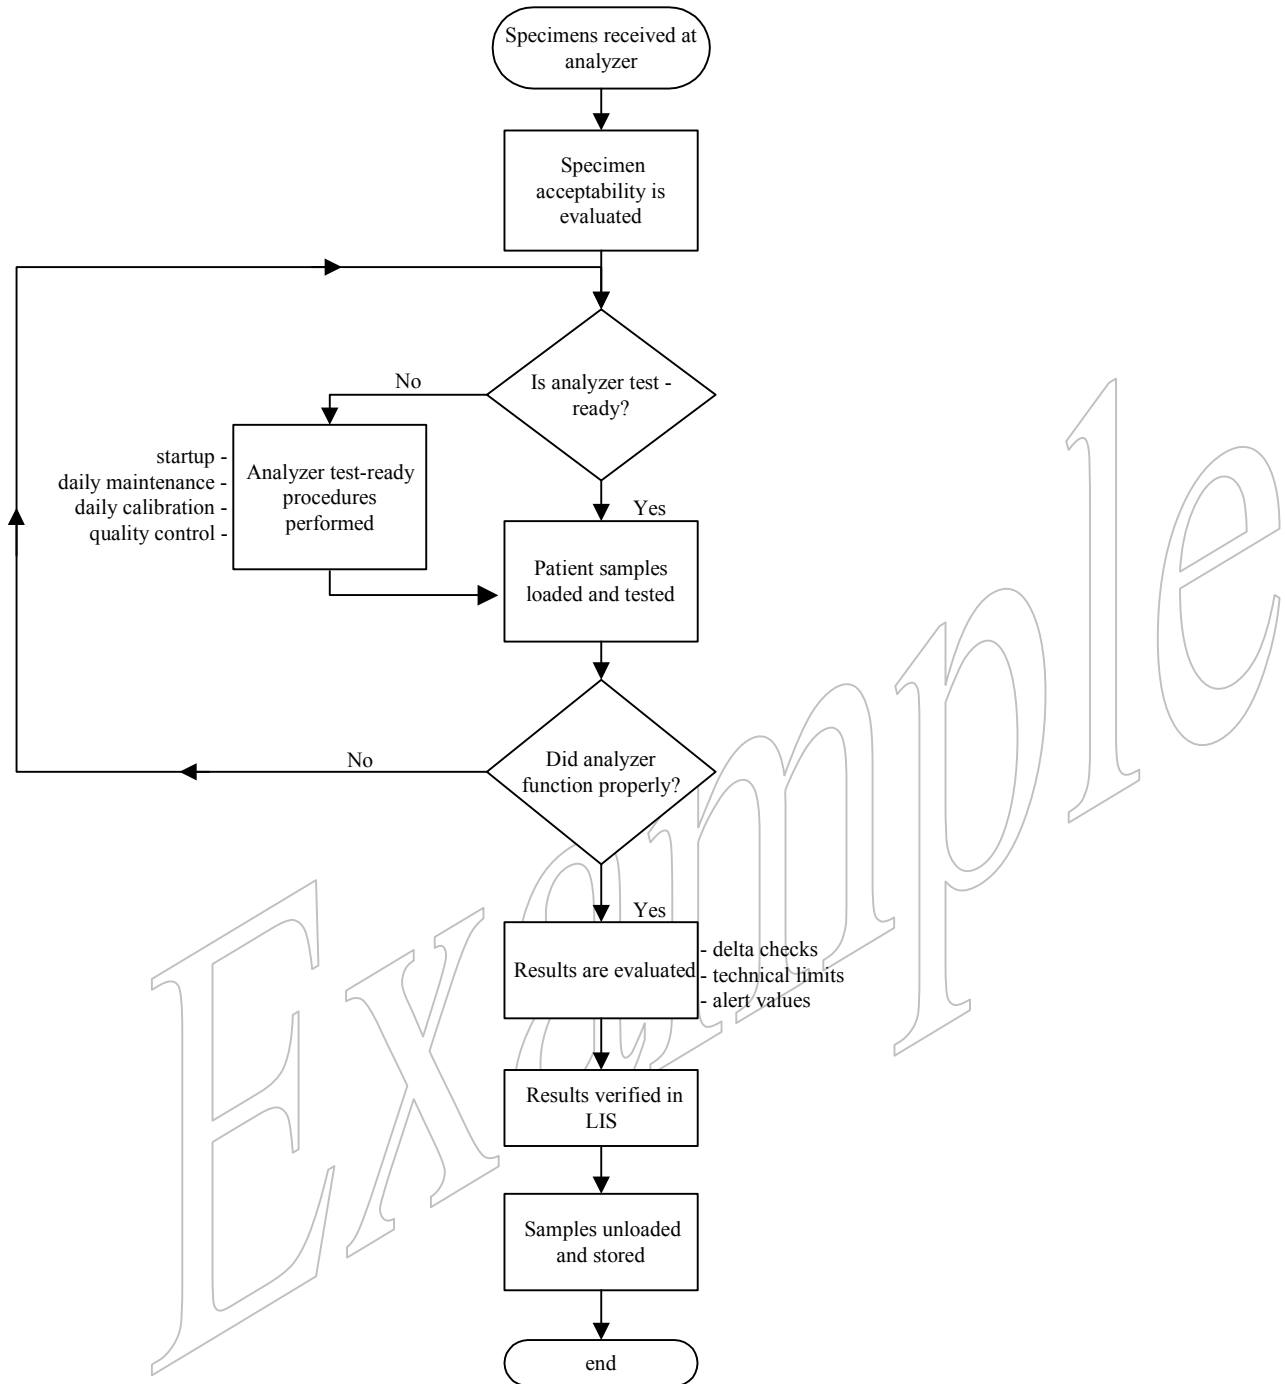 Specimens received at
analyzer
Specimen
acceptability is
evaluated
Is analyzer test -
ready?
No
startup -
daily maintenance -
daily calibration -
quality control -
Analyzer test-ready
procedures
performed
Yes
Patient samples
loaded and tested
Did analyzer
function properly?
No
Yes
Results are evaluated
- delta checks
- technical limits
- alert values
Results verified in
LIS
Samples unloaded
and stored
end
Example